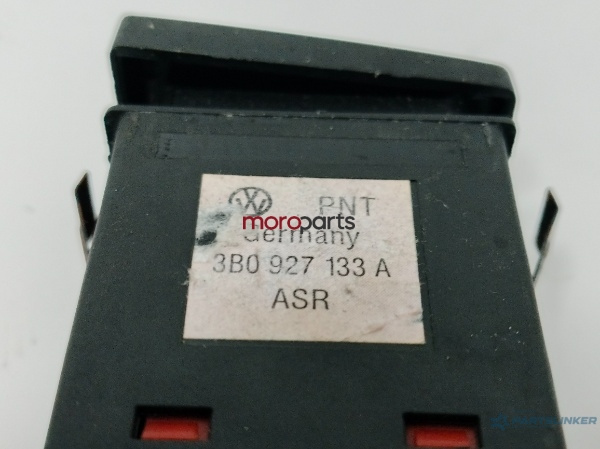 PNT
moroparts
Germany
3B0 927 133 A
ASR